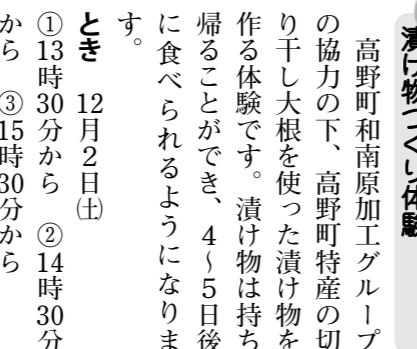 漬け物づくり体験
高野町和南原加工グループ
の協力の下、高野町特産の切
り干し大根を使った漬け物を
作る体験です。漬け物は持ち
帰ることができ、4～5日後
に食べられるようになりま
す。
とき　12月2日㈯
①13時30分から　②14時30分
から　③15時30分から